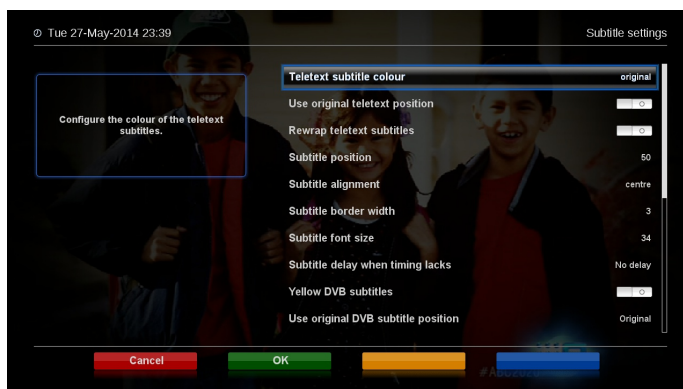 Tue 27-May-2014 23:39
Subtitle settings
Configure the colour of the teletext
subtitles.
Teletext subtitle colour original
Use original teletext position
Rewrap teletext subtitles
Subtitle position 50
Subtitle alignment centre
Subtitle border width 3
Subtitle font size 34
Subtitle delay when timing lacks No delay
Yellow DVB subtitles
Use original DVB subtitle position Original
Cancel OK